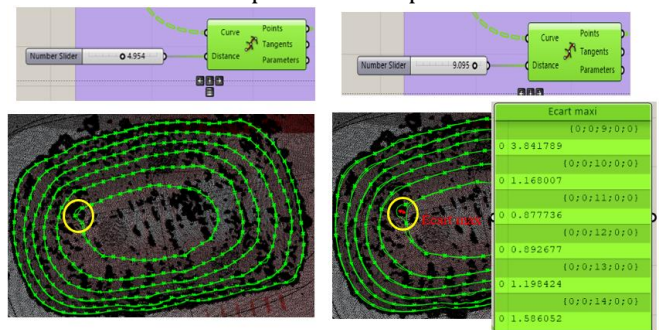 Curve
Points
Tangents
Number Slider
4.954
Distance
Parameters
Curve
Points
Tangents
Number Slider
9.095
Distance
Parameters
Ecart maxi
{0;0;9;0;0}
0 3.841789
{0;0;10;0;0}
0 1.168007
{0;0;11;0;0}
0 0.877736
{0;0;12;0;0}
0 0.892677
{0;0;13;0;0}
0 1.198424
{0;0;14;0;0}
0 1.586052